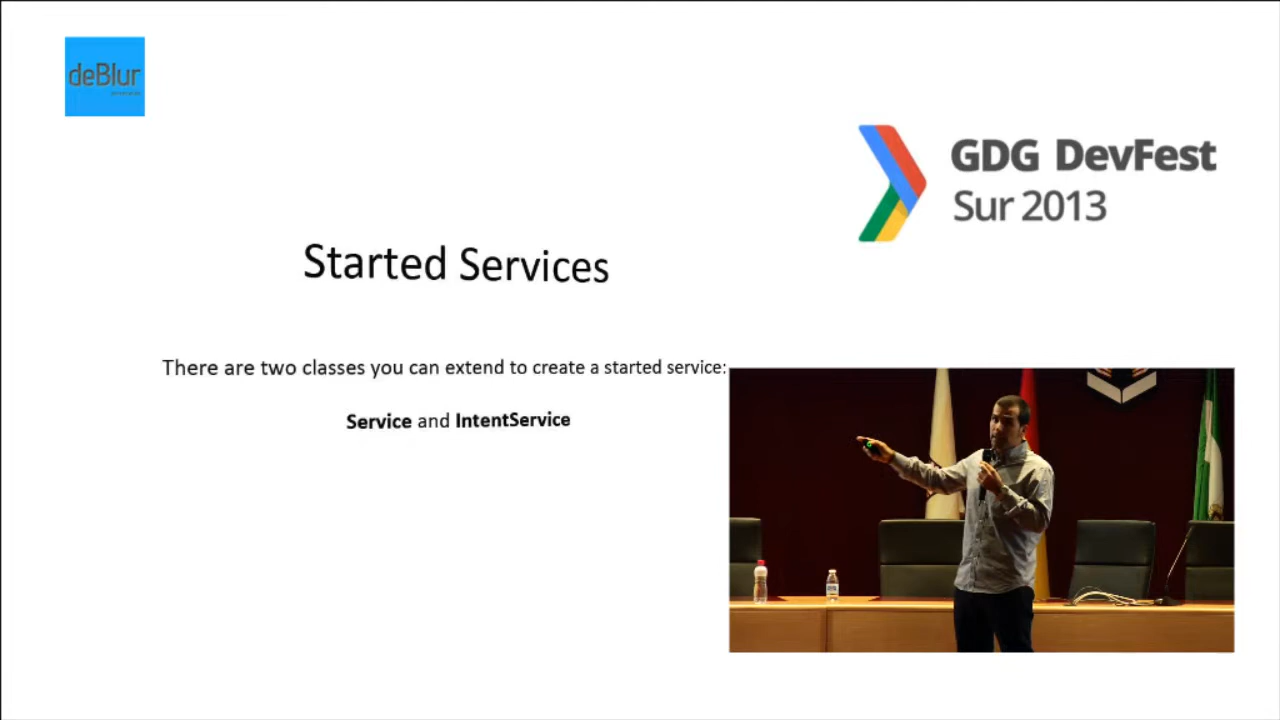 deBlur
GDG DevFest
Sur 2013
Started Services
There are two classes you can extend to create a started service:
Service and IntentService